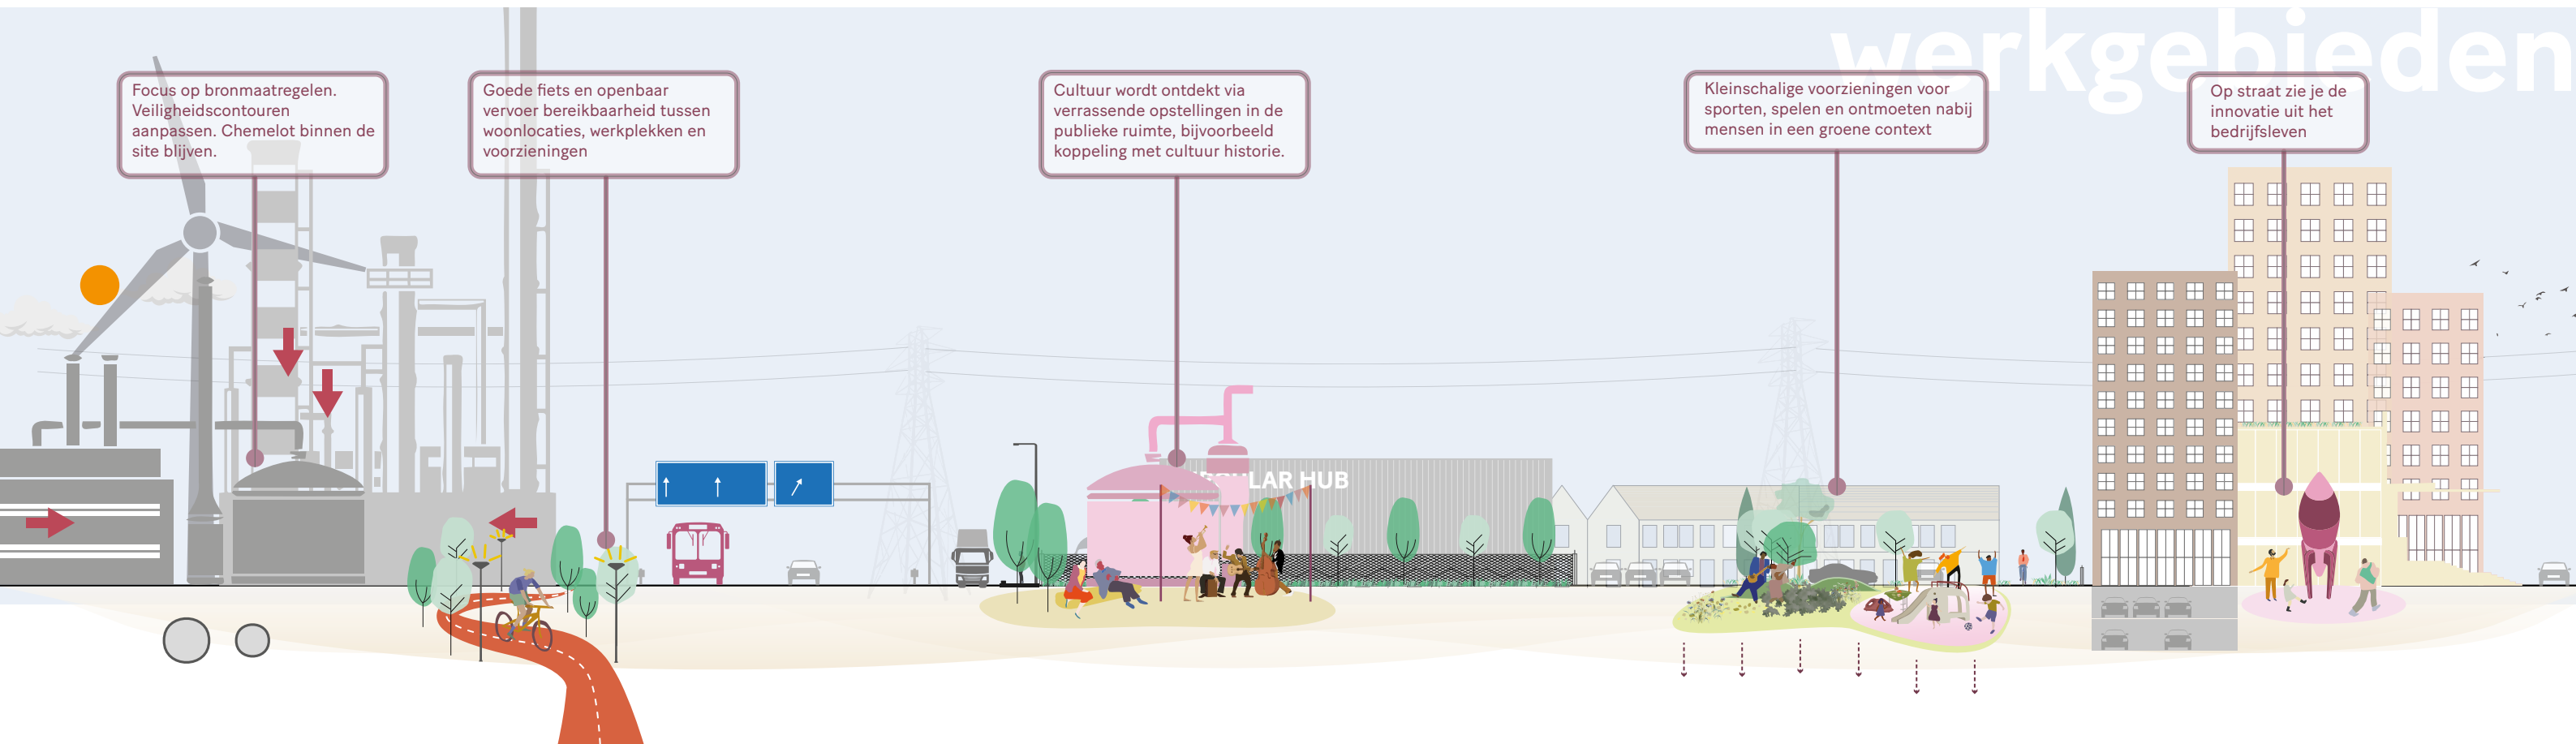 werkgebieden
Focus op bronmaatregelen.
Veiligheidscontouren
aanpassen. Chemelot binnen de
site blijven.
Goede fiets en openbaar
vervoer bereikbaarheid tussen
woonlocaties, werkplekken en
voorzieningen
Cultuur wordt ontdekt via
verrassende opstellingen in de
publieke ruimte, bijvoorbeeld
koppeling met cultuur historie.
Kleinschalige voorzieningen voor
sporten, spelen en ontmoeten nabij
mensen in een groene context
Op straat zie je de
innovatie uit het
bedrijfsleven
LAR HUB